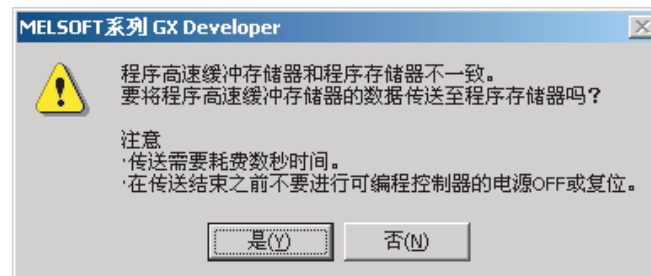 MELSOFT系列 GX Developer
程序高速缓冲存储器和程序存储器不一致。
要将程序高速缓冲存储器的数据传送至程序存储器吗？
注意
·传送需要耗费数秒时间。
·在传送结束之前不要进行可编程控制器的电源OFF或复位。
是(Y) 否(N)